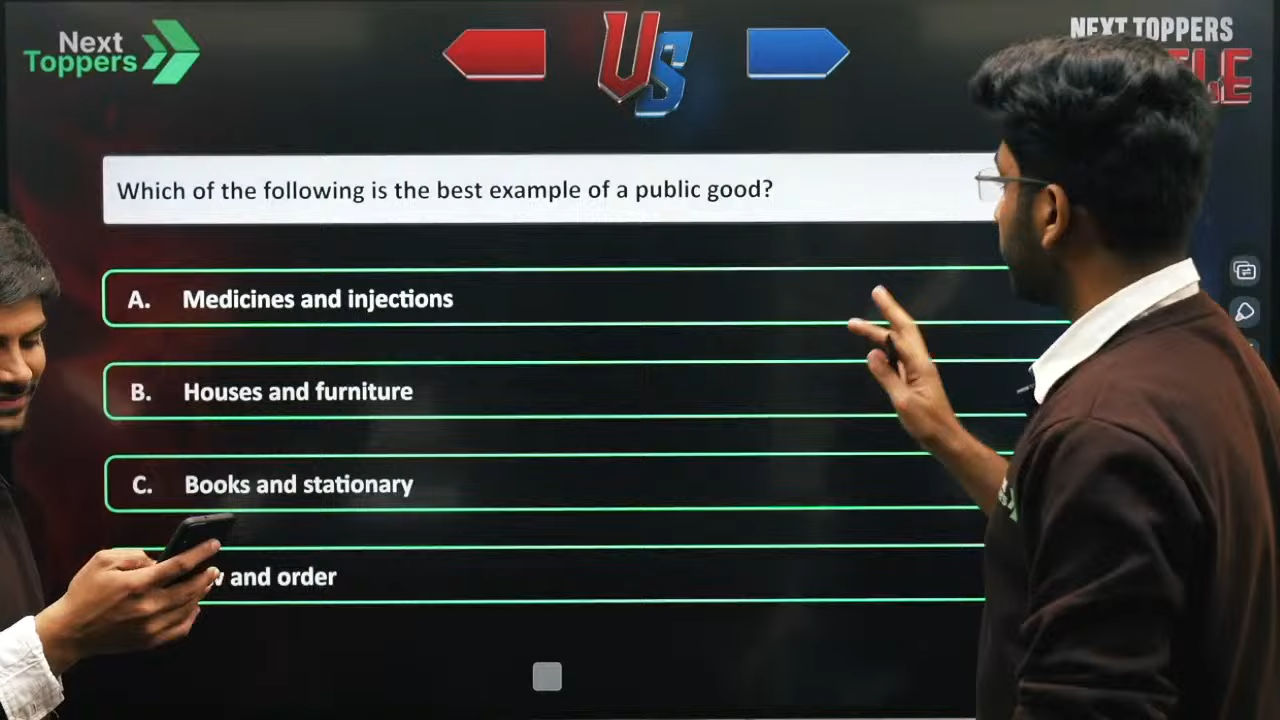 Next
Toppers
US
NEXT TOPPERS
Which of the following is the best example of a public good?
A. Medicines and injections
B. Houses and furniture
C. Books and stationary
and order